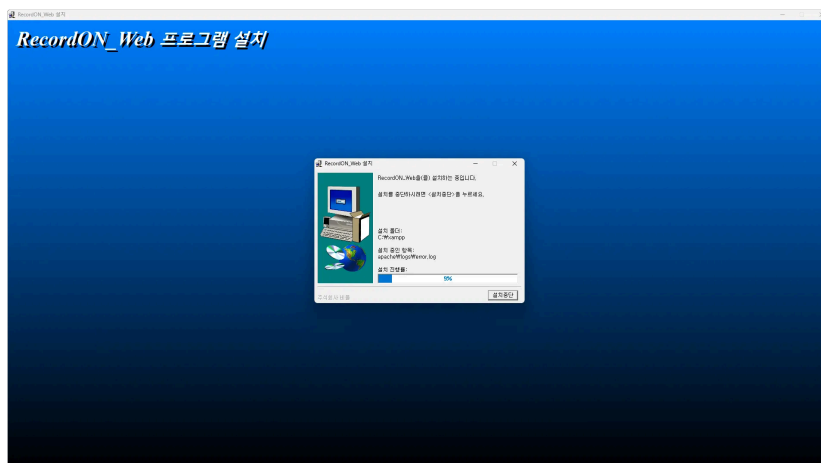 RecordON_Web 설치
RecordON_Web 프로그램 설치
RecordON_Web 설치
RecordON_Web을(를) 설치하는 중입니다.
설치를 중단하시려면 <설치중단>를 누르세요.
설치 폴더:
C:₩xampp
설치 중인 항목:
apache₩logs₩error.log
설치 진행률:
9%
설치중단